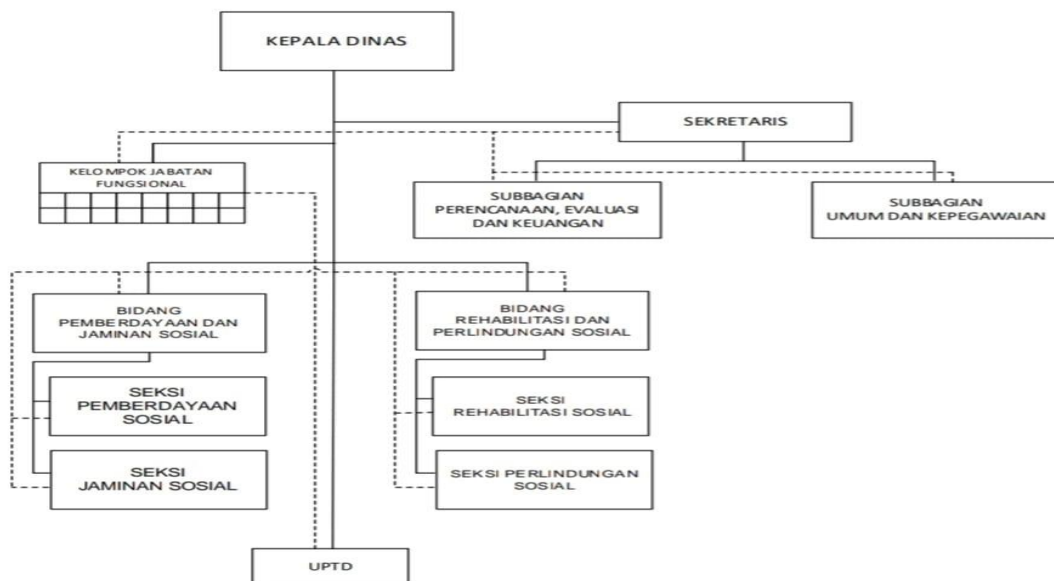 KEPALA DINAS
SEKRETARIS
KELOMPOK JABATAN
FUNGSIONAL
SUBBAGIAN
PERENCANAAN, EVALUASI
DAN KEUANGAN
SUBBAGIAN
UMUM DAN KEPEGAWAIAN
BIDANG
PEMBERDAYAAN DAN
JAMINAN SOSIAL
BIDANG
REHABILITASI DAN
PERLINDUNGAN SOSIAL
SEKSI
PEMBERDAYAAN
SOSIAL
SEKSI
REHABILITASI SOSIAL
SEKSI
JAMINAN SOSIAL
SEKSI PERLINDUNGAN
SOSIAL
UPTD